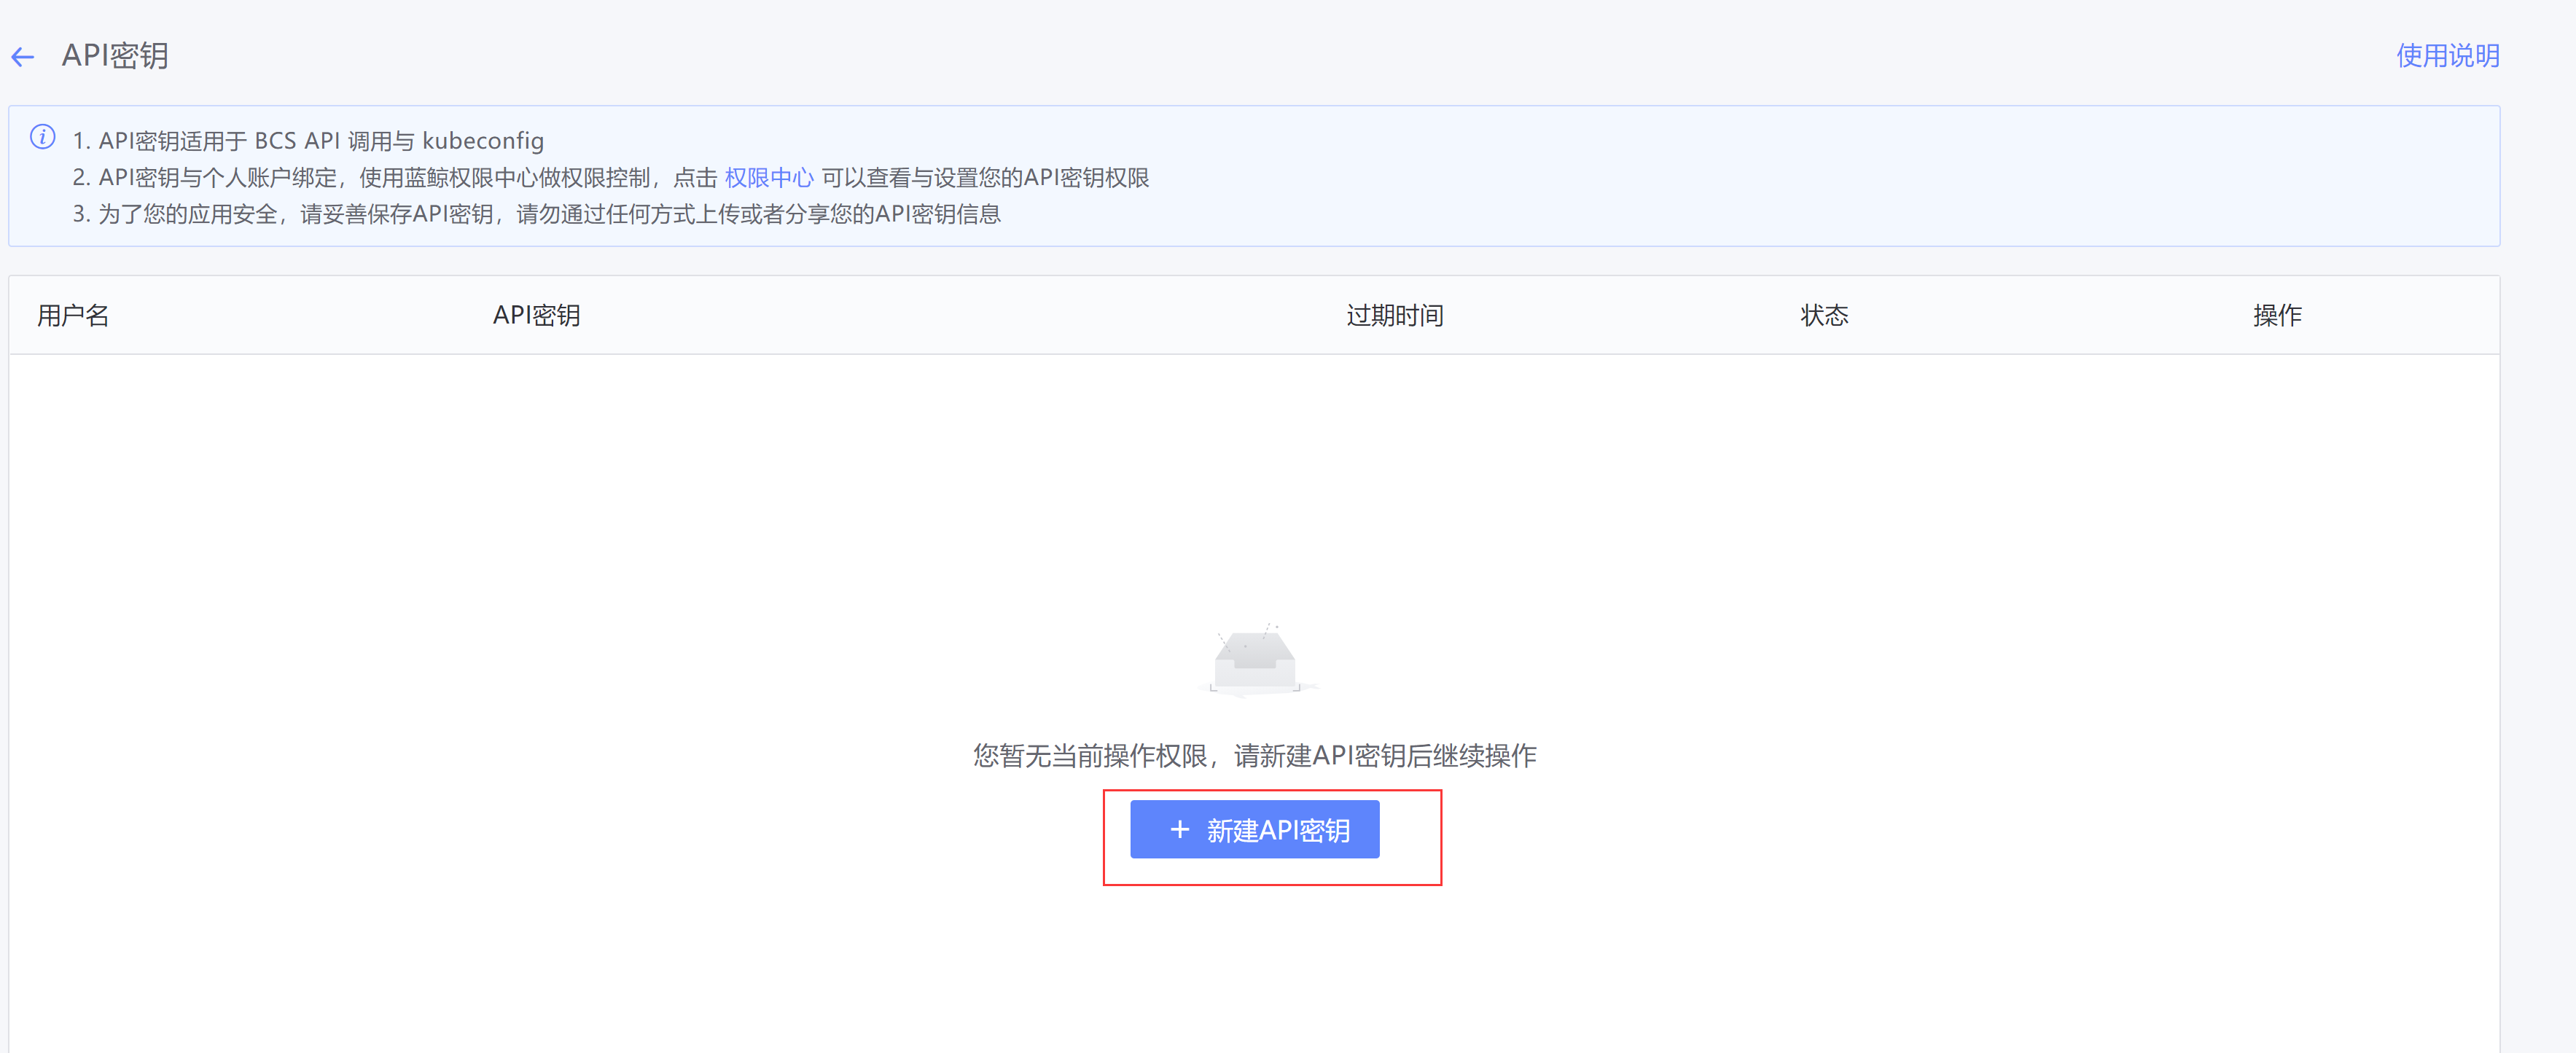 API密钥
使用说明
1. API密钥适用于 BCS API 调用与 kubeconfig
2. API密钥与个人账户绑定，使用蓝鲸权限中心做权限控制，点击 权限中心 可以查看与设置您的API密钥权限
3. 为了您的应用安全，请妥善保存API密钥，请勿通过任何方式上传或者分享您的API密钥信息
用户名 API密钥 过期时间 状态 操作
您暂无当前操作权限，请新建API密钥后继续操作
+ 新建API密钥